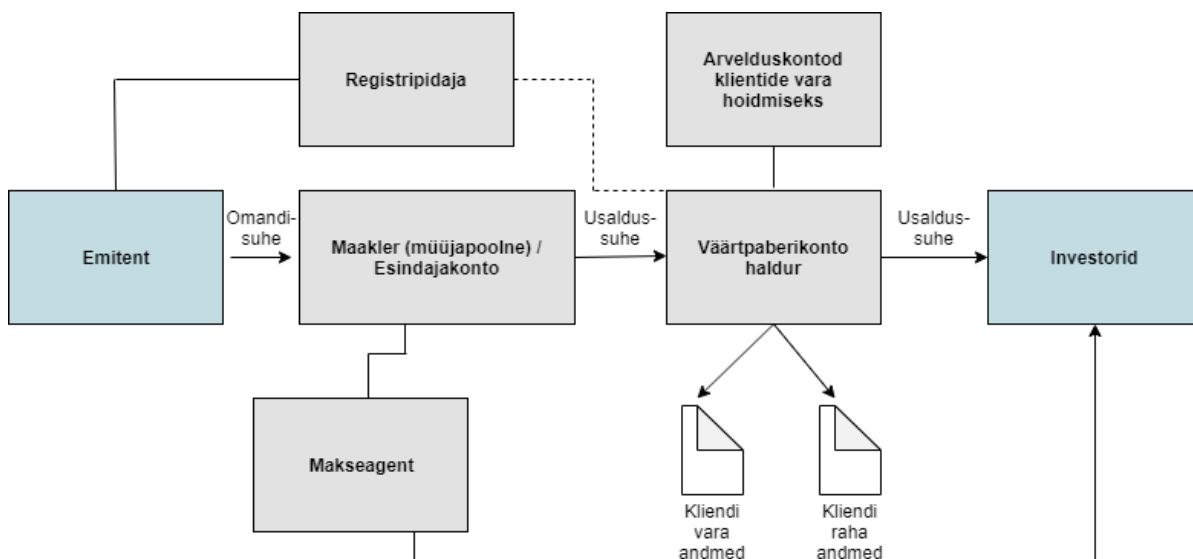 Registripidaja
Arvelduskontod
klientide vara
hoidmiseks
Emitent
Omandi-
suhe
Maakler (müüjapoolne) /
Esindajakonto
Usaldus-
suhe
Väärtpaberikonto
haldur
Usaldus-
suhe
Investorid
Makseagent
Kliendi
vara
andmed
Kliendi
raha
andmed